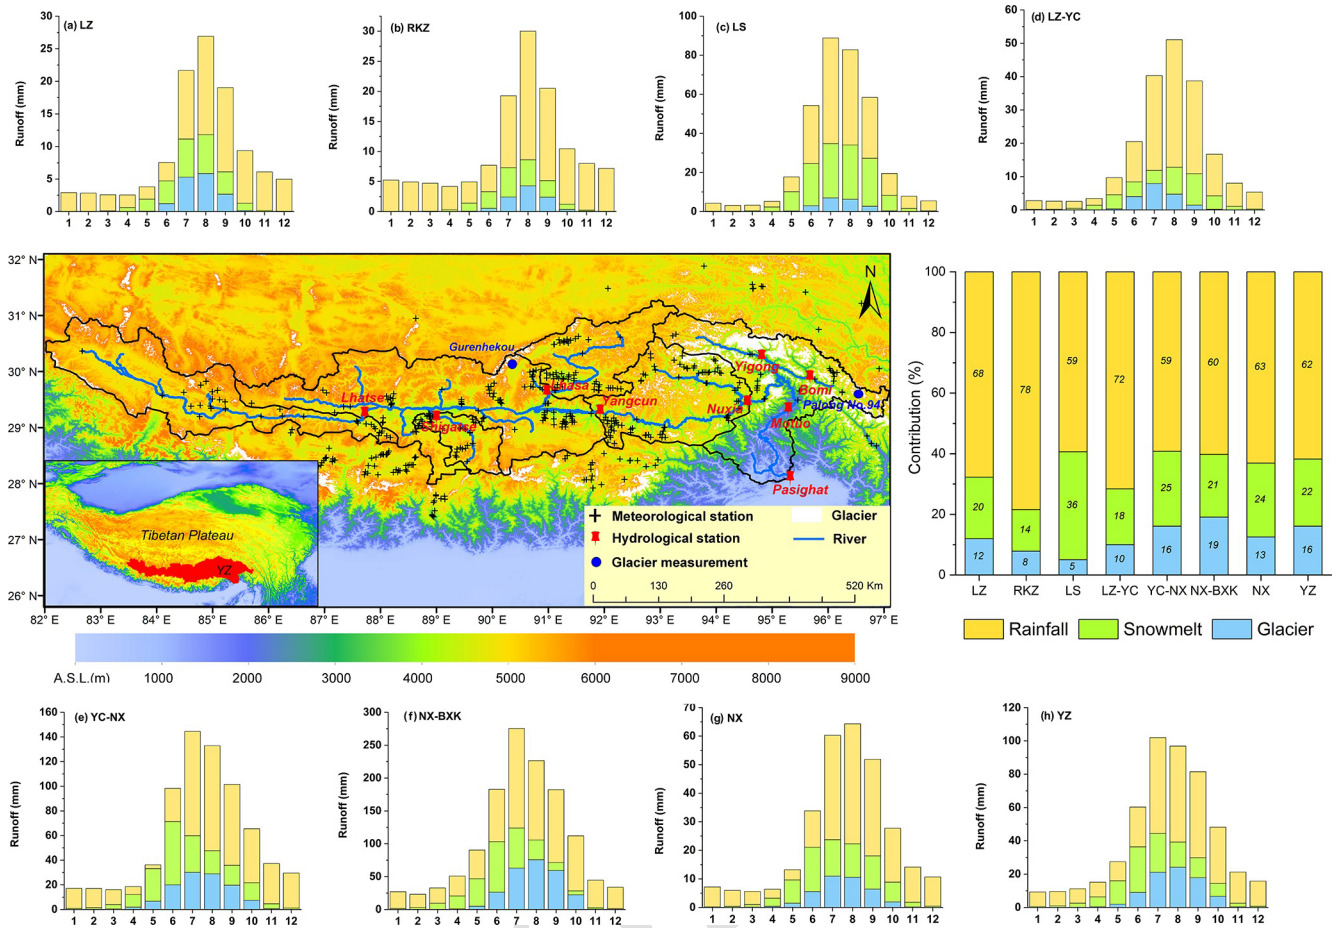 (a) LZ
Runoff (mm)
30
25
20
15
10
5
0
1 2 3 4 5 6 7 8 9 10 11 12
(b) RKZ
Runoff (mm)
30
25
20
15
10
5
0
1 2 3 4 5 6 7 8 9 10 11 12
(c) LS
Runoff (mm)
100
80
60
40
20
0
1 2 3 4 5 6 7 8 9 10 11 12
(d) LZ-YC
Runoff (mm)
60
50
40
30
20
10
0
1 2 3 4 5 6 7 8 9 10 11 12
32° N
31° N
30° N
29° N
28° N
27° N
26° N
N
Gurenhekou
Yigong
Lhasa
Bomi
Lhatse
Yangcun
Nuxia
Palong No.94
Shigatse
Motuo
Pasighat
Tibetan Plateau
YZ
Meteorological station
Glacier
Hydrological station
River
Glacier measurement
0 130 260 520 Km
82° E 83° E 84° E 85° E 86° E 87° E 88° E 89° E 90° E 91° E 92° E 93° E 94° E 95° E 96° E 97° E
A.S.L.(m) 1000 2000 3000 4000 5000 6000 7000 8000 9000
Contribution (%)
100
80
60
40
20
0
68 78 59 72 59 60 63 62
20 14 36 18 25 21 24 22
12 8 5 10 16 19 13 16
LZ RKZ LS LZ-YC YC-NX NX-BXK NX YZ
Rainfall Snowmelt Glacier
(e) YC-NX
Runoff (mm)
160
140
120
100
80
60
40
20
0
1 2 3 4 5 6 7 8 9 10 11 12
(f) NX-BXK
Runoff (mm)
300
250
200
150
100
50
0
1 2 3 4 5 6 7 8 9 10 11 12
(g) NX
Runoff (mm)
70
60
50
40
30
20
10
0
1 2 3 4 5 6 7 8 9 10 11 12
(h) YZ
Runoff (mm)
120
100
80
60
40
20
0
1 2 3 4 5 6 7 8 9 10 11 12